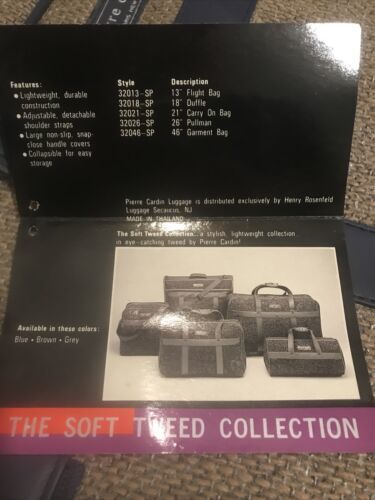 Features:
• Lightweight, durable
construction
• Adjustable, detachable
shoulder straps
• Large non-slip, snap-
close handle covers
• Collapsible for easy
storage
Style Description
32013-SP 13" Flight Bag
32018-SP 18" Duffle
32021-SP 21" Carry On Bag
32026-SP 26" Pullman
32046-SP 46" Garment Bag
Pierre Cardin Luggage is distributed exclusively by Henry Rosenfeld
Luggage Secaucus, NJ
MADE IN THAILAND
The Soft Tweed Collection...a stylish, lightweight collection
in eye-catching tweed by Pierre Cardin!
Available in these colors:
Blue • Brown • Grey
THE SOFT TWEED COLLECTION